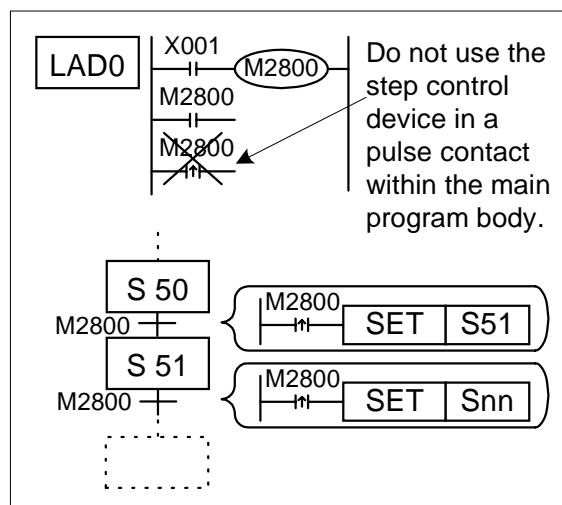 LAD0
X001
M2800
M2800
M2800
Do not use the
step control
device in a
pulse contact
within the main
program body.
S 50
M2800
M2800
SET S51
S 51
M2800
M2800
SET Snn